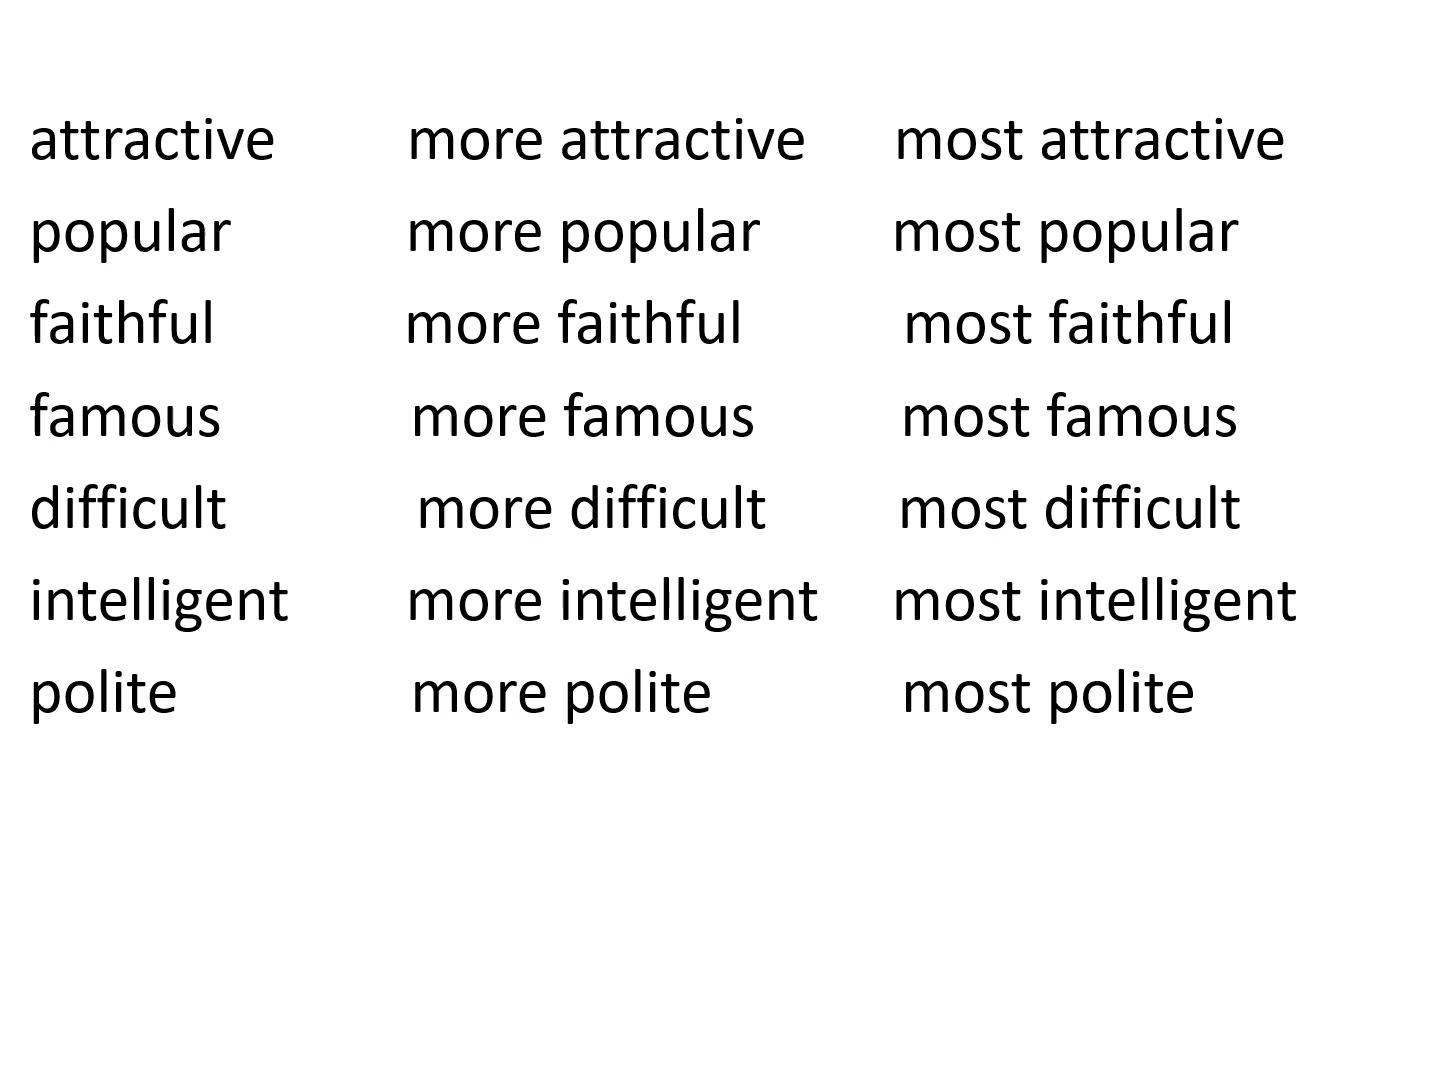 attractive more attractive most attractive
popular more popular most popular
faithful more faithful most faithful
famous more famous most famous
difficult more difficult most difficult
intelligent more intelligent most intelligent
polite more polite most polite